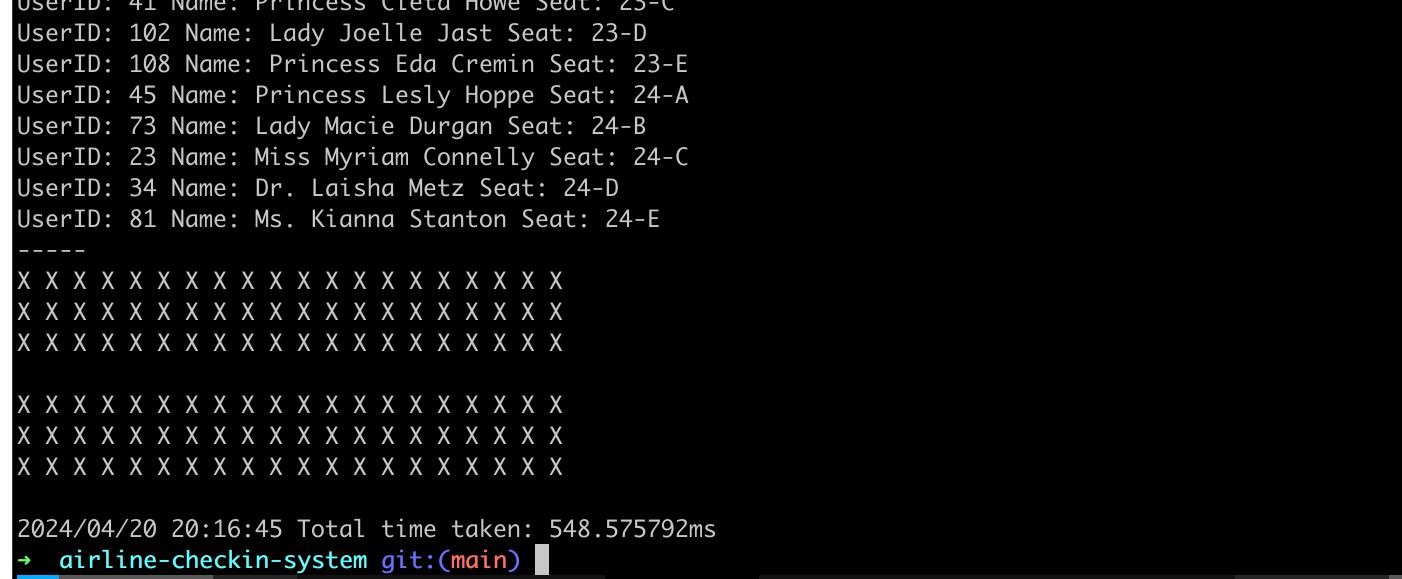 UserID: 41 Name: Princess Cleta Howe Seat: 23-C
UserID: 102 Name: Lady Joelle Jast Seat: 23-D
UserID: 108 Name: Princess Eda Cremin Seat: 23-E
UserID: 45 Name: Princess Lesly Hoppe Seat: 24-A
UserID: 73 Name: Lady Macie Durgan Seat: 24-B
UserID: 23 Name: Miss Myriam Connelly Seat: 24-C
UserID: 34 Name: Dr. Laisha Metz Seat: 24-D
UserID: 81 Name: Ms. Kianna Stanton Seat: 24-E
-----
X X X X X X X X X X X X X X X X X X X X
X X X X X X X X X X X X X X X X X X X X
X X X X X X X X X X X X X X X X X X X X
X X X X X X X X X X X X X X X X X X X X
X X X X X X X X X X X X X X X X X X X X
X X X X X X X X X X X X X X X X X X X X
2024/04/20 20:16:45 Total time taken: 548.575792ms
→ airline-checkin-system git:(main)